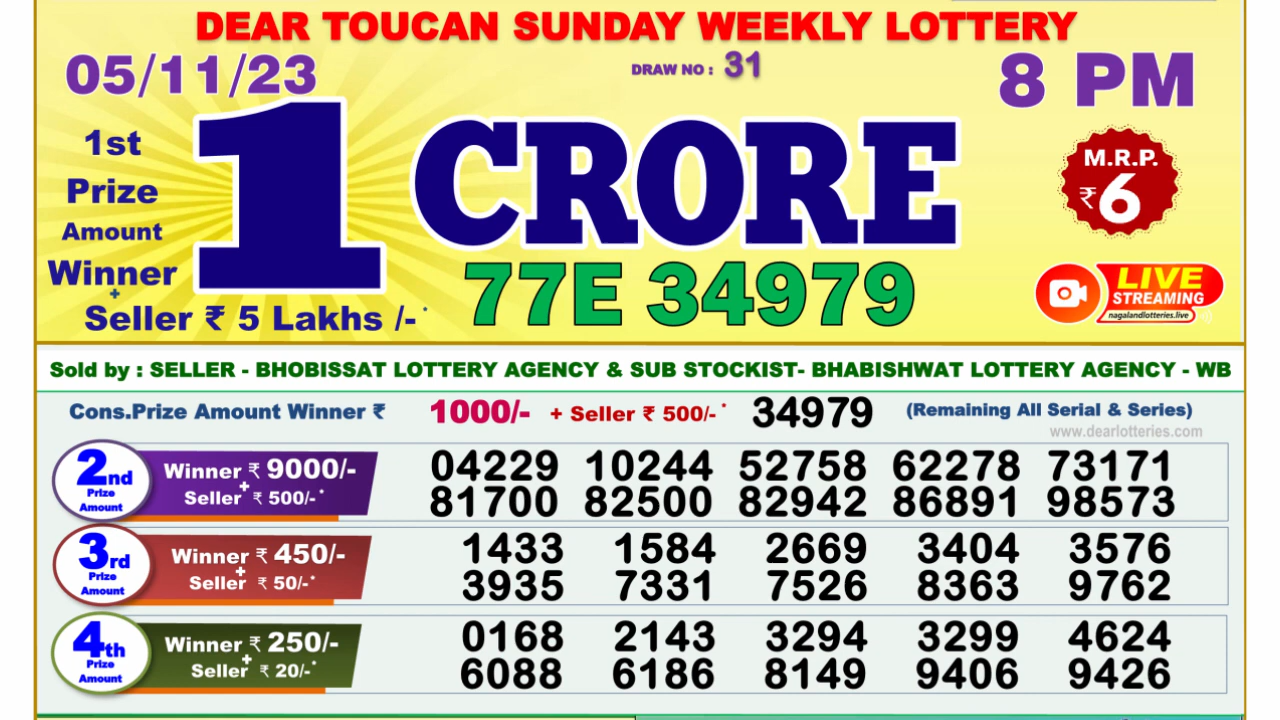 DEAR TOUCAN SUNDAY WEEKLY LOTTERY
05/11/23
DRAW NO : 31
8 PM
1st
Prize
Amount
Winner
+
Seller ₹ 5 Lakhs /-*
1 CRORE
77E 34979
M.R.P.
₹6
LIVE
STREAMING
nagalandlotteries.live
Sold by : SELLER - BHOBISSAT LOTTERY AGENCY & SUB STOCKIST- BHABISHWAT LOTTERY AGENCY - WB
Cons.Prize Amount Winner ₹ 1000/- + Seller ₹ 500/-* 34979 (Remaining All Serial & Series)
www.dearlotteries.com
2nd
Prize
Amount
Winner ₹ 9000/-
+
Seller ₹ 500/-*
04229 10244 52758 62278 73171
81700 82500 82942 86891 98573
3rd
Prize
Amount
Winner ₹ 450/-
+
Seller ₹ 50/-*
1433 1584 2669 3404 3576
3935 7331 7526 8363 9762
4th
Prize
Amount
Winner ₹ 250/-
+
Seller ₹ 20/-*
0168 2143 3294 3299 4624
6088 6186 8149 9406 9426